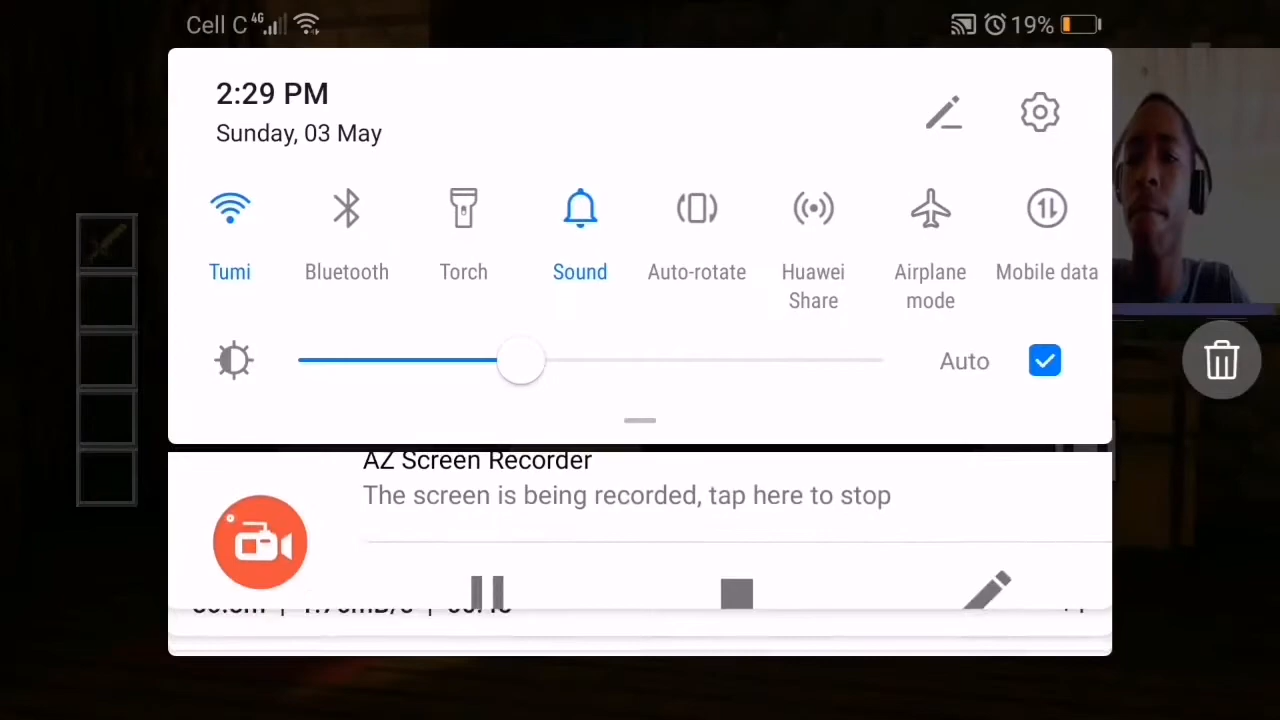 Cell C 4G 19%
2:29 PM
Sunday, 03 May
Tumi Bluetooth Torch Sound Auto-rotate Huawei Share Airplane mode Mobile data
Auto
AZ Screen Recorder
The screen is being recorded, tap here to stop